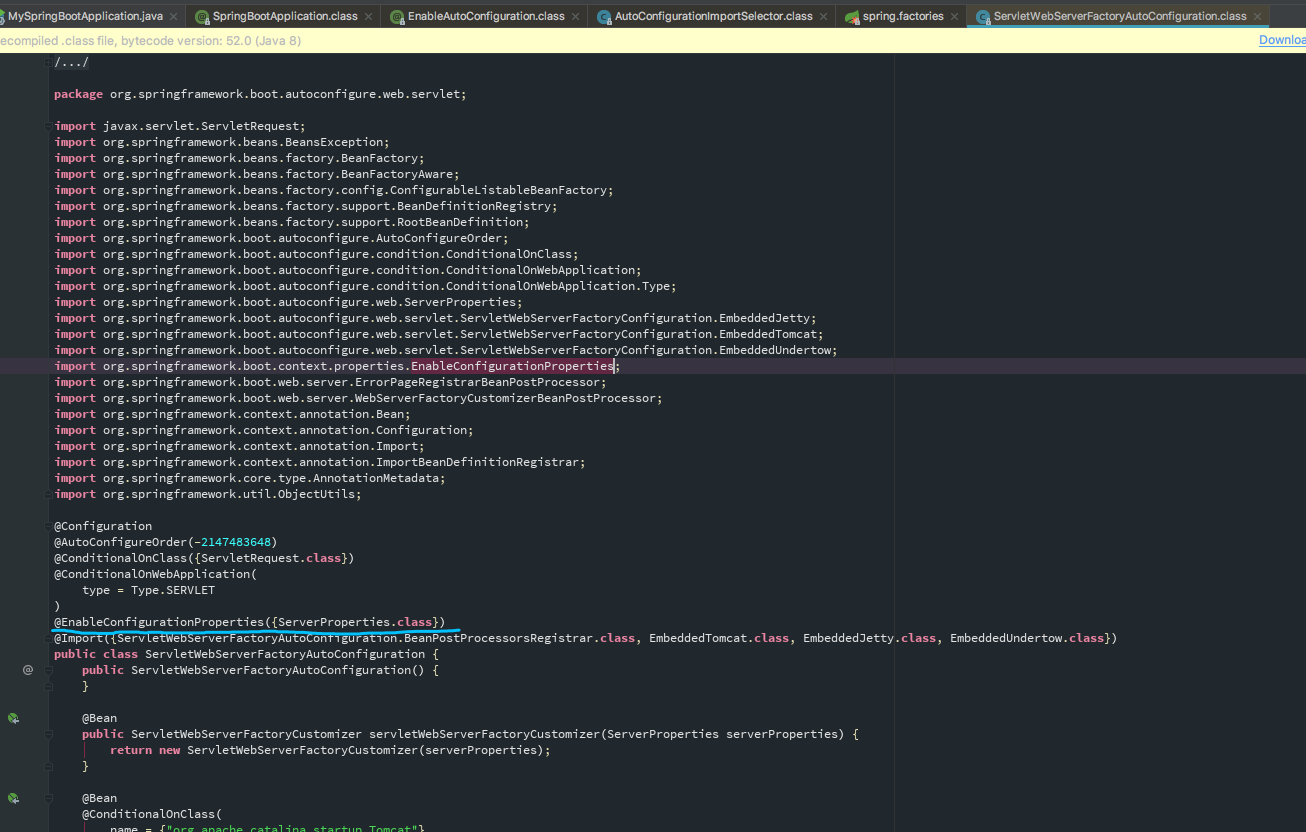 MySpringBootApplication.java SpringBootApplication.class EnableAutoConfiguration.class AutoConfigurationImportSelector.class spring.factories ServletWebServerFactoryAutoConfiguration.class
ecompiled .class file, bytecode version: 52.0 (Java 8) Downloa
/.../
package org.springframework.boot.autoconfigure.web.servlet;
import javax.servlet.ServletRequest;
import org.springframework.beans.BeansException;
import org.springframework.beans.factory.BeanFactory;
import org.springframework.beans.factory.BeanFactoryAware;
import org.springframework.beans.factory.config.ConfigurableListableBeanFactory;
import org.springframework.beans.factory.support.BeanDefinitionRegistry;
import org.springframework.beans.factory.support.RootBeanDefinition;
import org.springframework.boot.autoconfigure.AutoConfigureOrder;
import org.springframework.boot.autoconfigure.condition.ConditionalOnClass;
import org.springframework.boot.autoconfigure.condition.ConditionalOnWebApplication;
import org.springframework.boot.autoconfigure.condition.ConditionalOnWebApplication.Type;
import org.springframework.boot.autoconfigure.web.ServerProperties;
import org.springframework.boot.autoconfigure.web.servlet.ServletWebServerFactoryConfiguration.EmbeddedJetty;
import org.springframework.boot.autoconfigure.web.servlet.ServletWebServerFactoryConfiguration.EmbeddedTomcat;
import org.springframework.boot.autoconfigure.web.servlet.ServletWebServerFactoryConfiguration.EmbeddedUndertow;
import org.springframework.boot.context.properties.EnableConfigurationProperties;
import org.springframework.boot.web.server.ErrorPageRegistrarBeanPostProcessor;
import org.springframework.boot.web.server.WebServerFactoryCustomizerBeanPostProcessor;
import org.springframework.context.annotation.Bean;
import org.springframework.context.annotation.Configuration;
import org.springframework.context.annotation.Import;
import org.springframework.context.annotation.ImportBeanDefinitionRegistrar;
import org.springframework.core.type.AnnotationMetadata;
import org.springframework.util.ObjectUtils;
@Configuration
@AutoConfigureOrder(-2147483648)
@ConditionalOnClass({ServletRequest.class})
@ConditionalOnWebApplication(
type = Type.SERVLET
)
@EnableConfigurationProperties({ServerProperties.class})
@Import({ServletWebServerFactoryAutoConfiguration.BeanPostProcessorsRegistrar.class, EmbeddedTomcat.class, EmbeddedJetty.class, EmbeddedUndertow.class})
public class ServletWebServerFactoryAutoConfiguration {
public ServletWebServerFactoryAutoConfiguration() {
}
@Bean
public ServletWebServerFactoryCustomizer servletWebServerFactoryCustomizer(ServerProperties serverProperties) {
return new ServletWebServerFactoryCustomizer(serverProperties);
}
@Bean
@ConditionalOnClass(
name = {"org.apache.catalina.startup.Tomcat"}